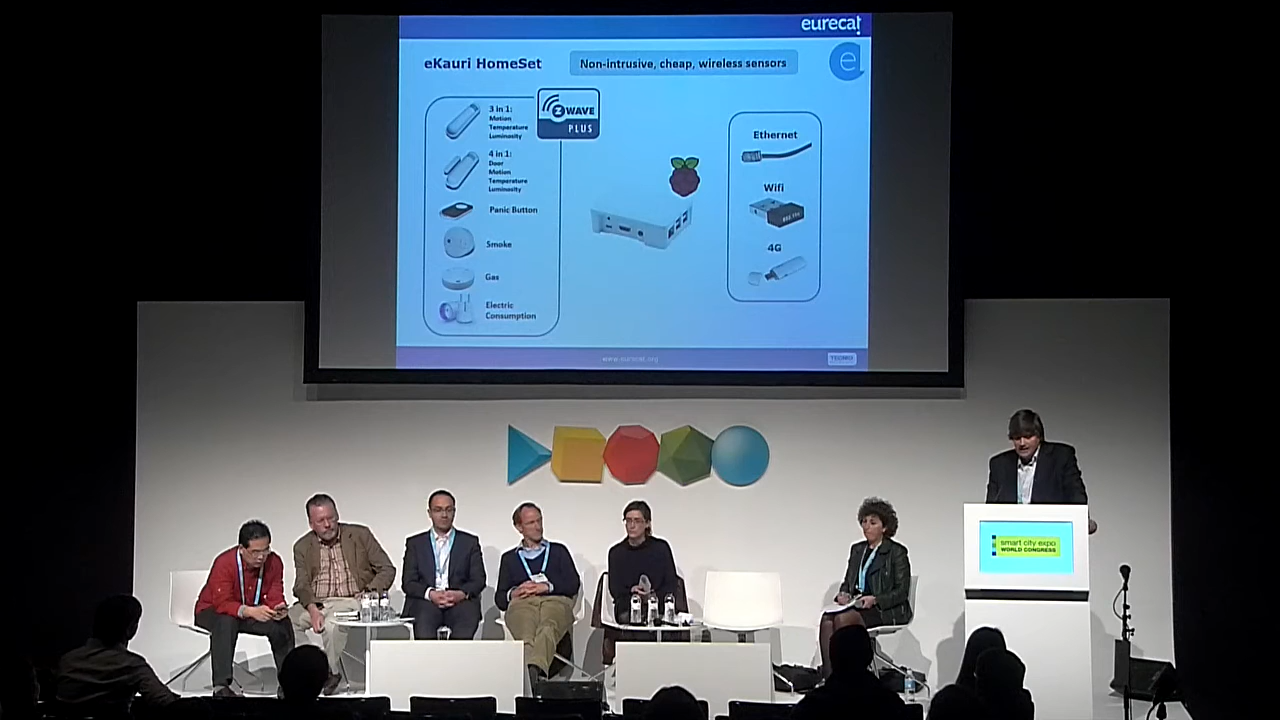 eurecat
eKauri HomeSet
Non-intrusive, cheap, wireless sensors
e
3 in 1:
Motion
Temperature
Luminosity
Z WAVE
PLUS
4 in 1:
Door
Motion
Temperature
Luminosity
Panic Button
Smoke
Gas
Electric
Consumption
Ethernet
Wifi
4G
www.eurecat.org
TECNIO
smart city expo
WORLD CONGRESS